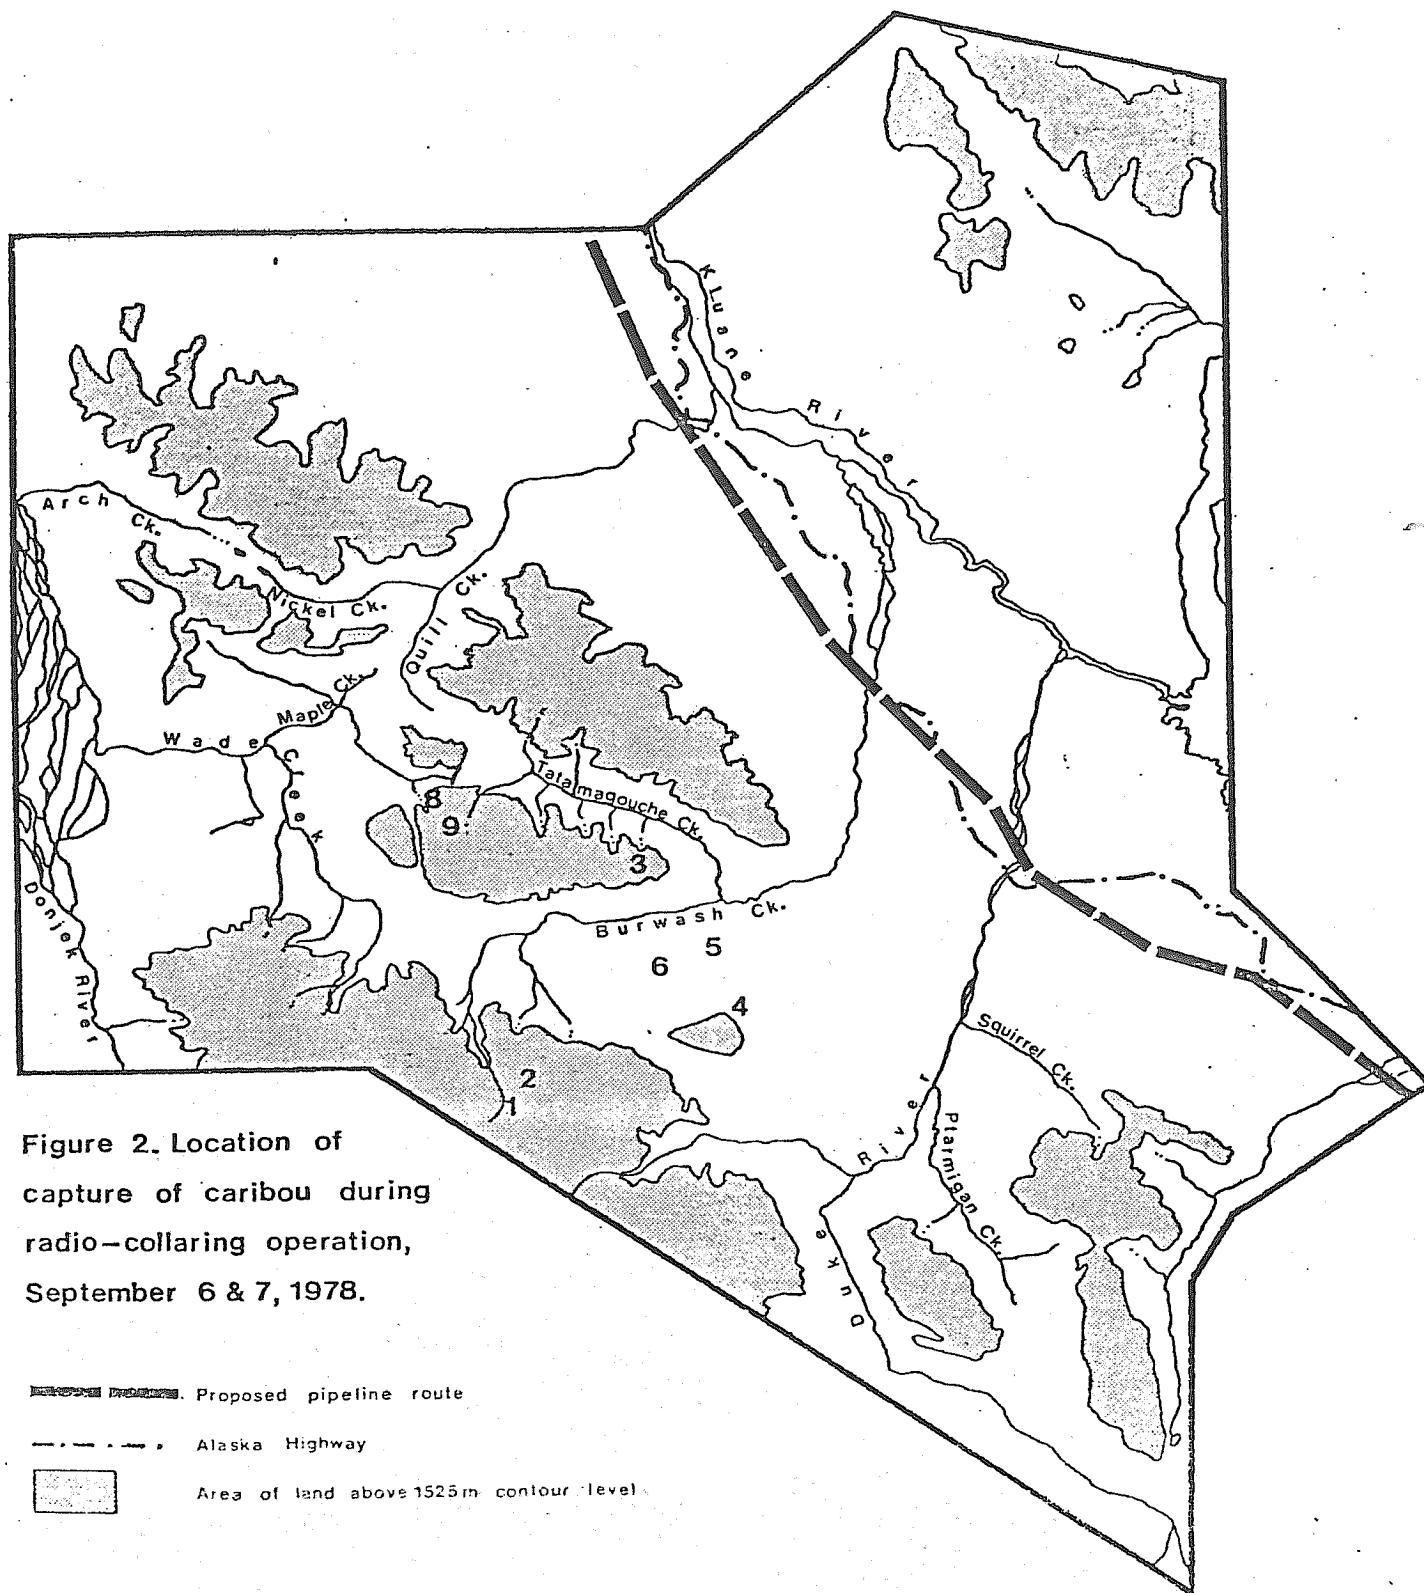 Kluane
River
Arch
Ck.
Nickel Ck.
Quill Ck.
Maple Ck.
Wade
Creek
Tatamagouche Ck.
8
9
3
Donjek River
Burwash Ck.
5
6
4
2
1
Squirrel Ck.
River
Ptarmigan Ck.
Duke
Figure 2. Location of
capture of caribou during
radio-collaring operation,
September 6 & 7, 1978.
Proposed pipeline route
Alaska Highway
Area of land above 1525m contour level